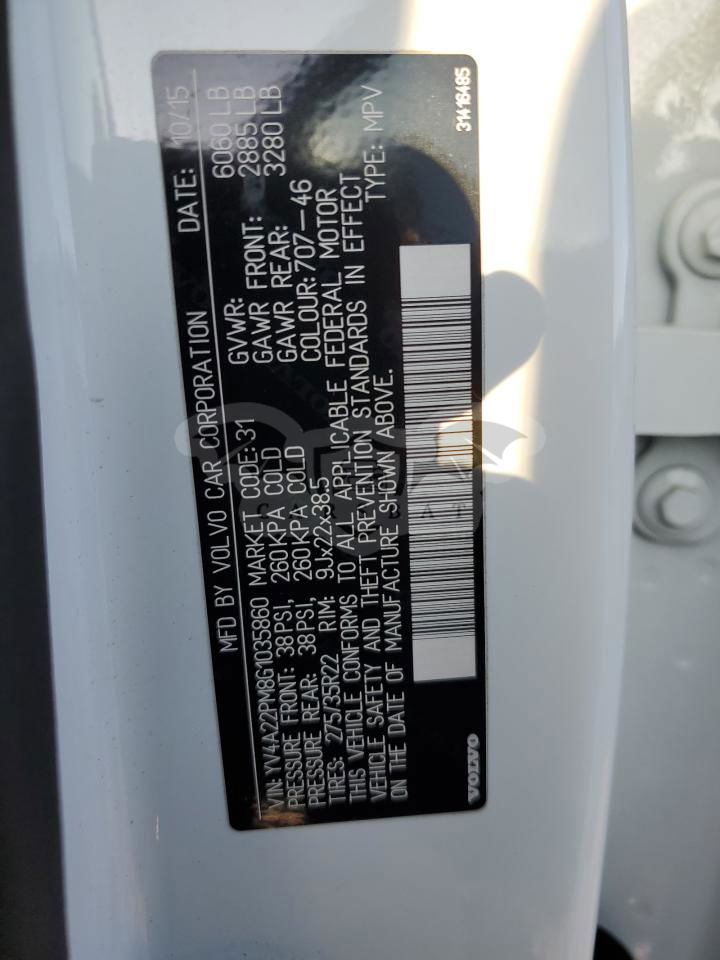 MFD BY VOLVO CAR CORPORATION DATE: 10/15
GVWR: 6060 LB
GAWR FRONT: 2885 LB
GAWR REAR: 3280 LB
VIN: YV4A22PM8G1035860 MARKET CODE: 31
PRESSURE FRONT: 38PSI, 260KPA COLD
PRESSURE REAR: 38PSI, 260KPA COLD COLOUR: 707-46
TIRES: 275/35R22 RIM: 9Jx22x38.5
THIS VEHICLE CONFORMS TO ALL APPLICABLE FEDERAL MOTOR
VEHICLE SAFETY AND THEFT PREVENTION STANDARDS IN EFFECT
ON THE DATE OF MANUFACTURE SHOWN ABOVE. TYPE: MPV
VOLVO 31416485